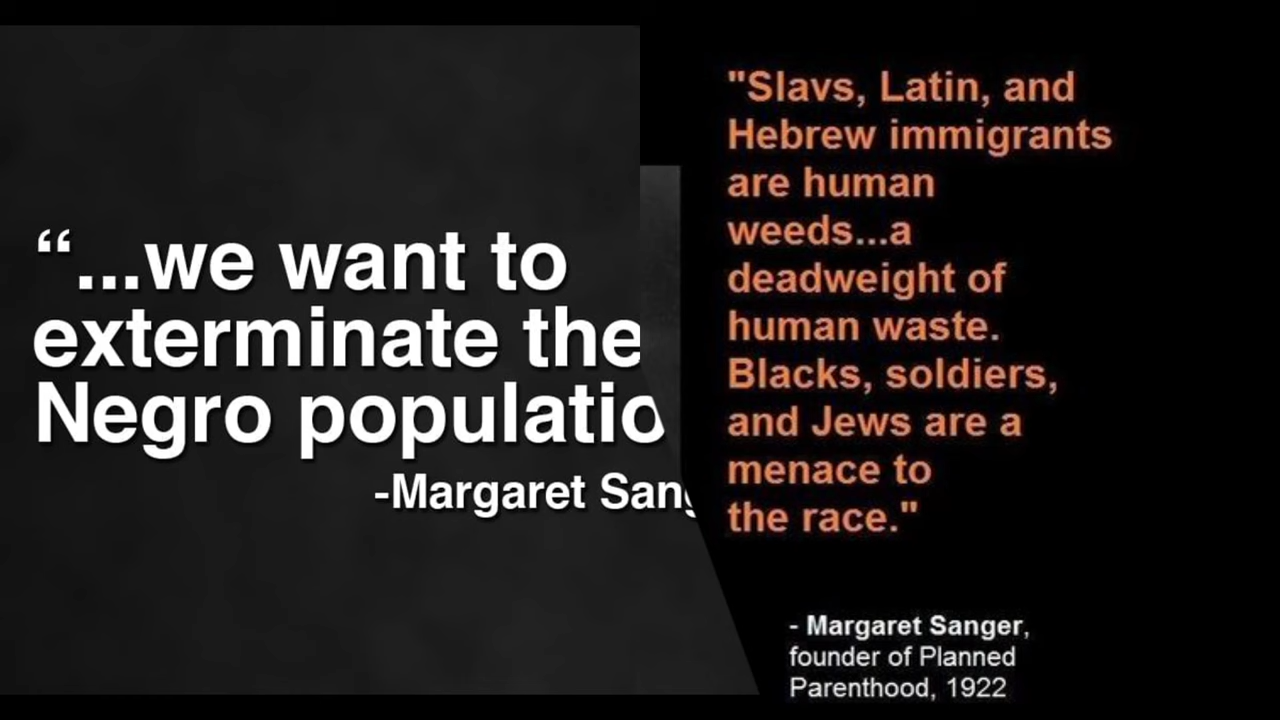 “...we want to
exterminate the
Negro populatio
-Margaret Sang
"Slavs, Latin, and
Hebrew immigrants
are human
weeds...a
deadweight of
human waste.
Blacks, soldiers,
and Jews are a
menace to
the race."
- Margaret Sanger,
founder of Planned
Parenthood, 1922